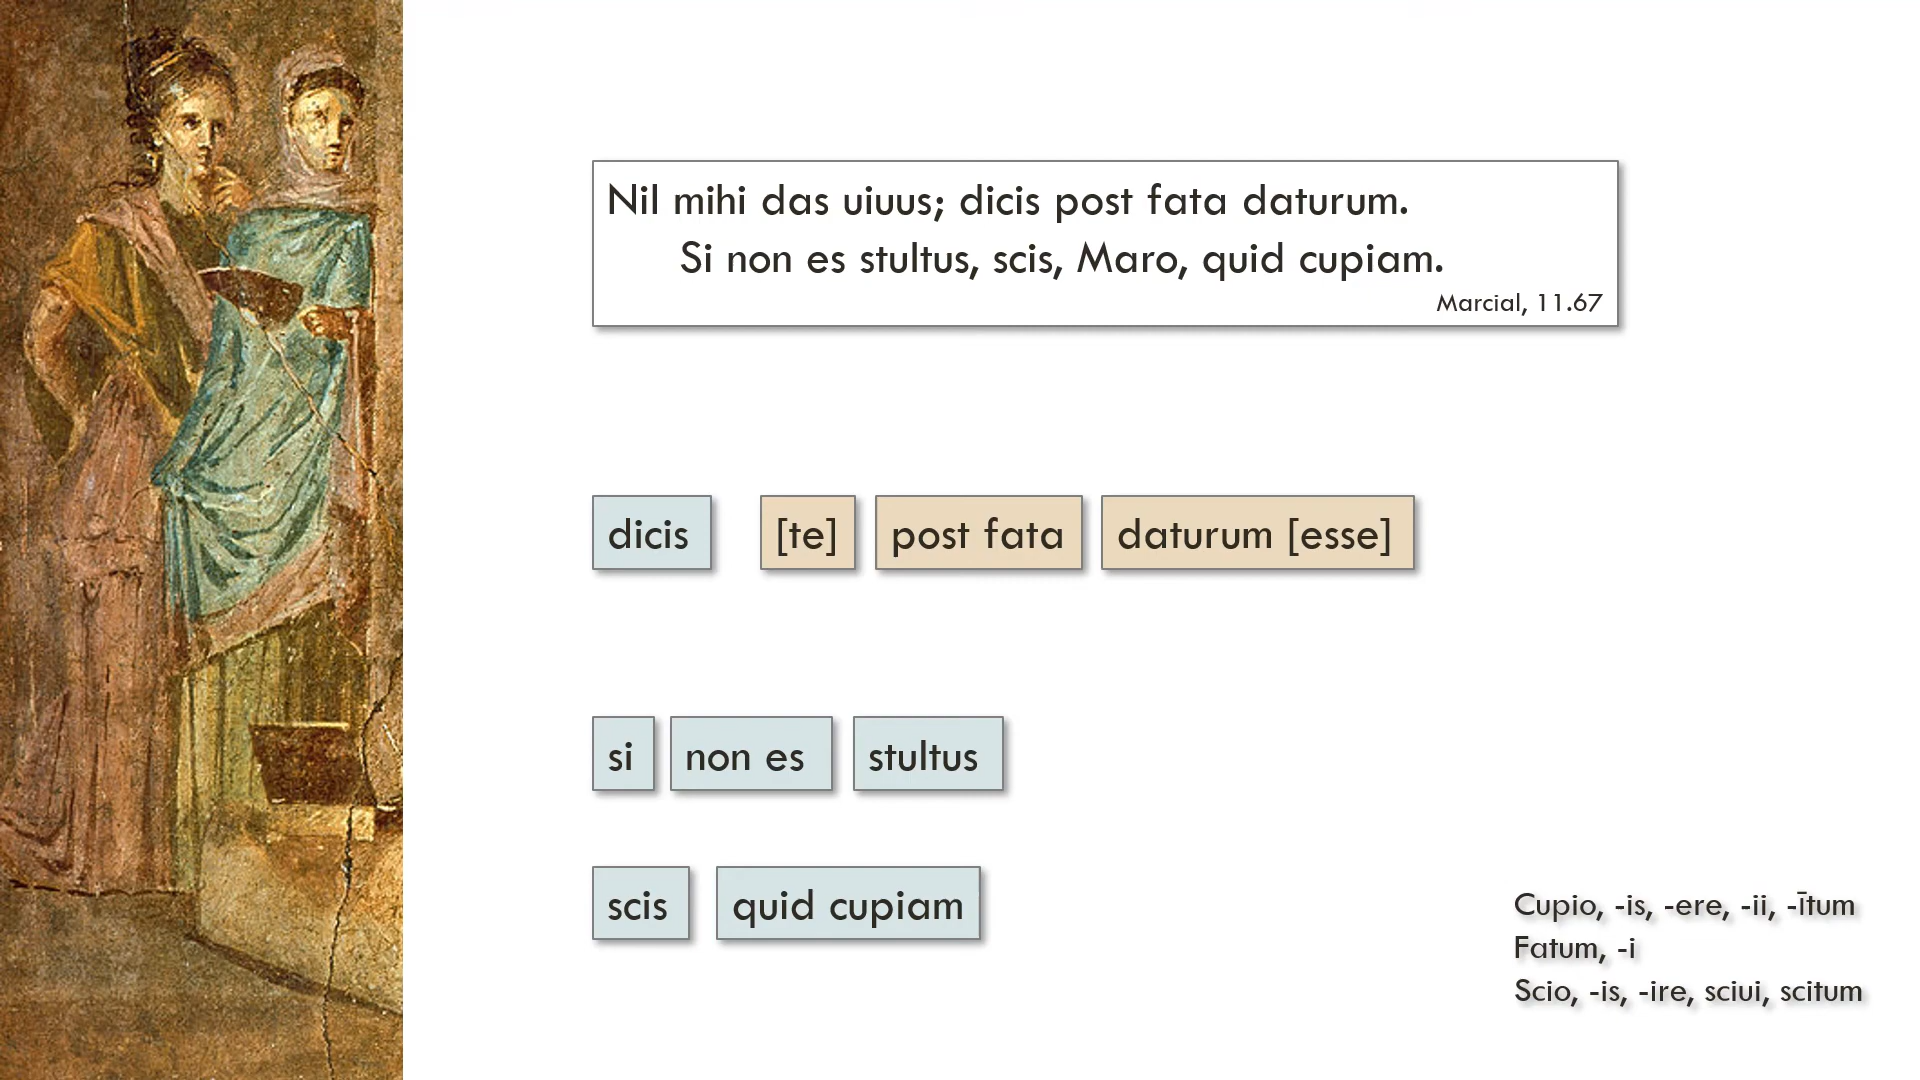 Nil mihi das uiuus; dicis post fata daturum.
Si non es stultus, scis, Maro, quid cupiam.
Marcial, 11.67
dicis [te] post fata daturum [esse]
si non es stultus
scis quid cupiam
Cupio, -is, -ere, -ii, -ītum
Fatum, -i
Scio, -is, -ire, sciui, scitum